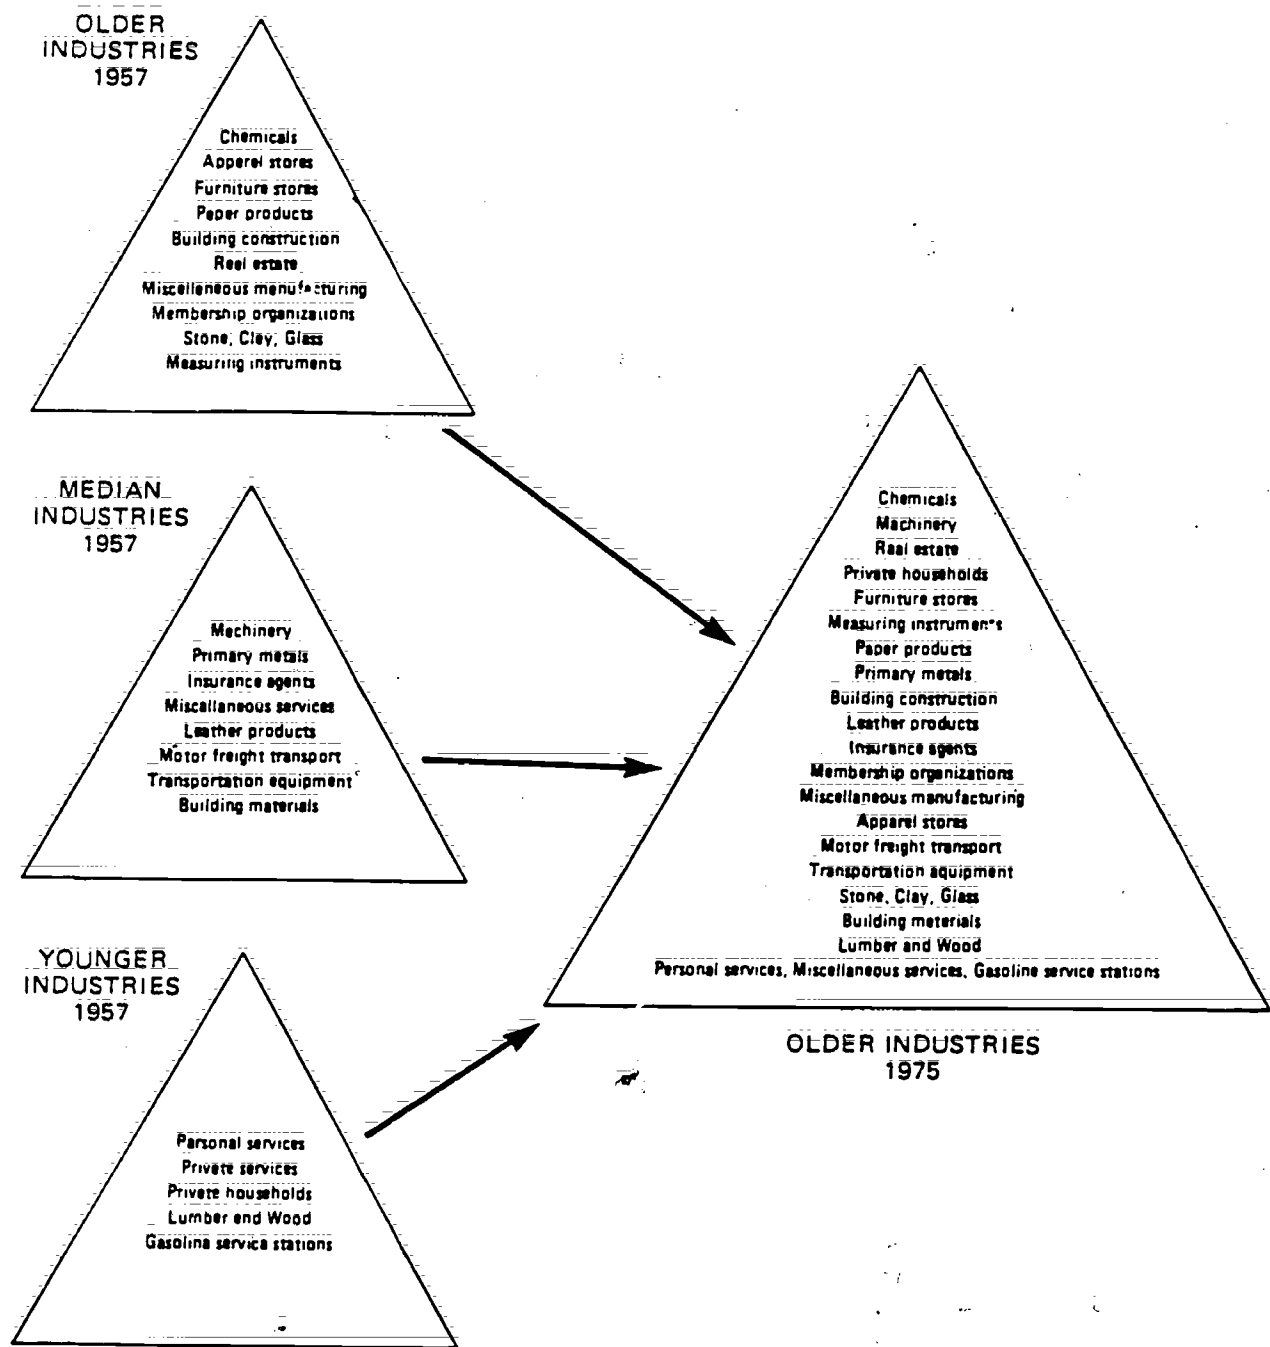 OLDER
INDUSTRIES
1957
Chemicals
Apparel stores
Furniture stores
Paper products
Building construction
Real estate
Miscellaneous manufacturing
Membership organizations
Stone, Clay, Glass
Measuring instruments
MEDIAN
INDUSTRIES
1957
Machinery
Primary metals
Insurance agents
Miscellaneous services
Leather products
Motor freight transport
Transportation equipment
Building materials
YOUNGER
INDUSTRIES
1957
Personal services
Private services
Private households
Lumber and Wood
Gasoline service stations
Chemicals
Machinery
Real estate
Private households
Furniture stores
Measuring instruments
Paper products
Primary metals
Building construction
Leather products
Insurance agents
Membership organizations
Miscellaneous manufacturing
Apparel stores
Motor freight transport
Transportation equipment
Stone, Clay, Glass
Building materials
Lumber and Wood
Personal services, Miscellaneous services, Gasoline service stations
OLDER INDUSTRIES
1975